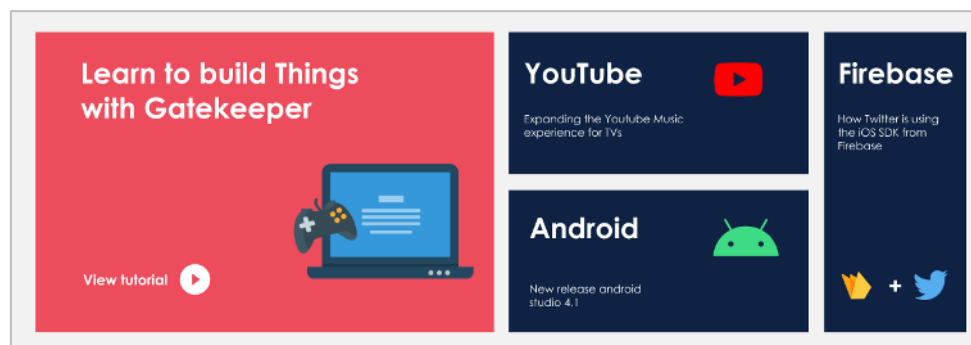 Learn to build Things
with Gatekeeper
View tutorial
YouTube
Expanding the Youtube Music
experience for TVs
Android
New release android
studio 4.1
Firebase
How Twitter is using
the iOS SDK from
Firebase
+